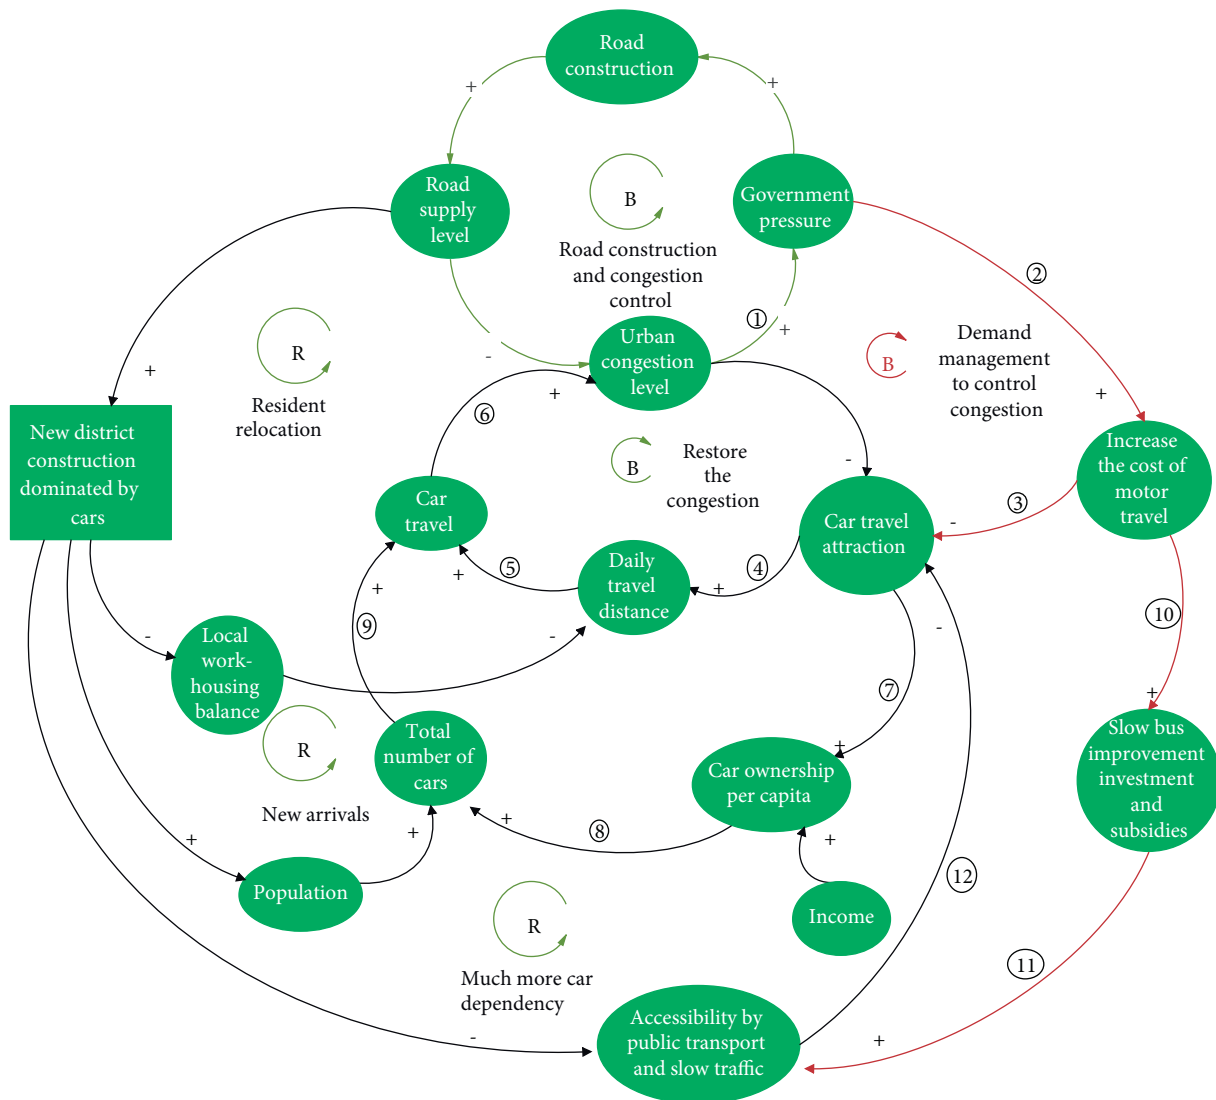 Road
construction
+
+
Road
supply
level
B
Government
pressure
Road construction
and congestion
control
②
①
+
Urban
congestion
level
-
R
Resident
relocation
+
B
Demand
management
to control
congestion
+
+
⑥
New district
construction
dominated by
cars
B
Restore
the
congestion
-
Increase
the cost of
motor
travel
Car
travel
③
-
Car travel
attraction
+
+
⑤
Daily
travel
distance
④
+
-
⑨
⑩
-
Local
work-
housing
balance
-
⑦
+
R
New arrivals
Total
number of
cars
+
Car ownership
per capita
Slow bus
improvement
investment
and
subsidies
+
+
+
⑧
+
Population
Income
⑫
R
Much more car
dependency
⑪
-
Accessibility by
public transport
and slow traffic
+